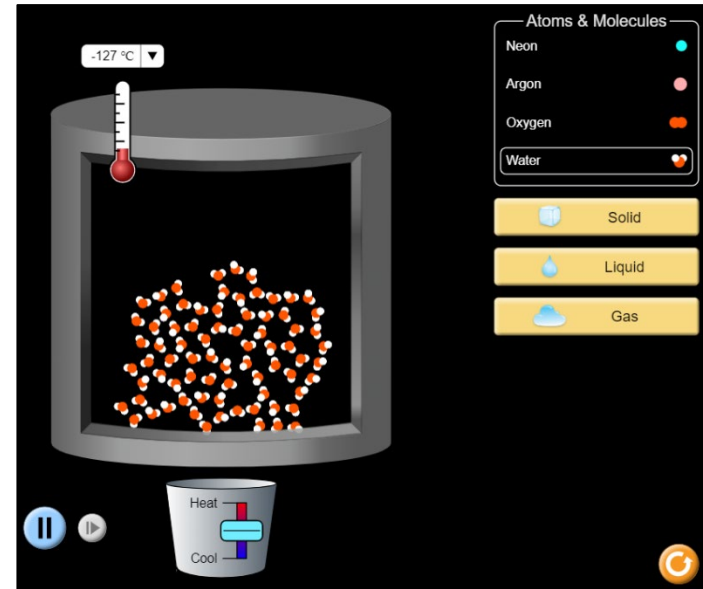 Atoms & Molecules
-127 °C
Neon
Argon
Oxygen
Water
Solid
Liquid
Gas
Heat
Cool